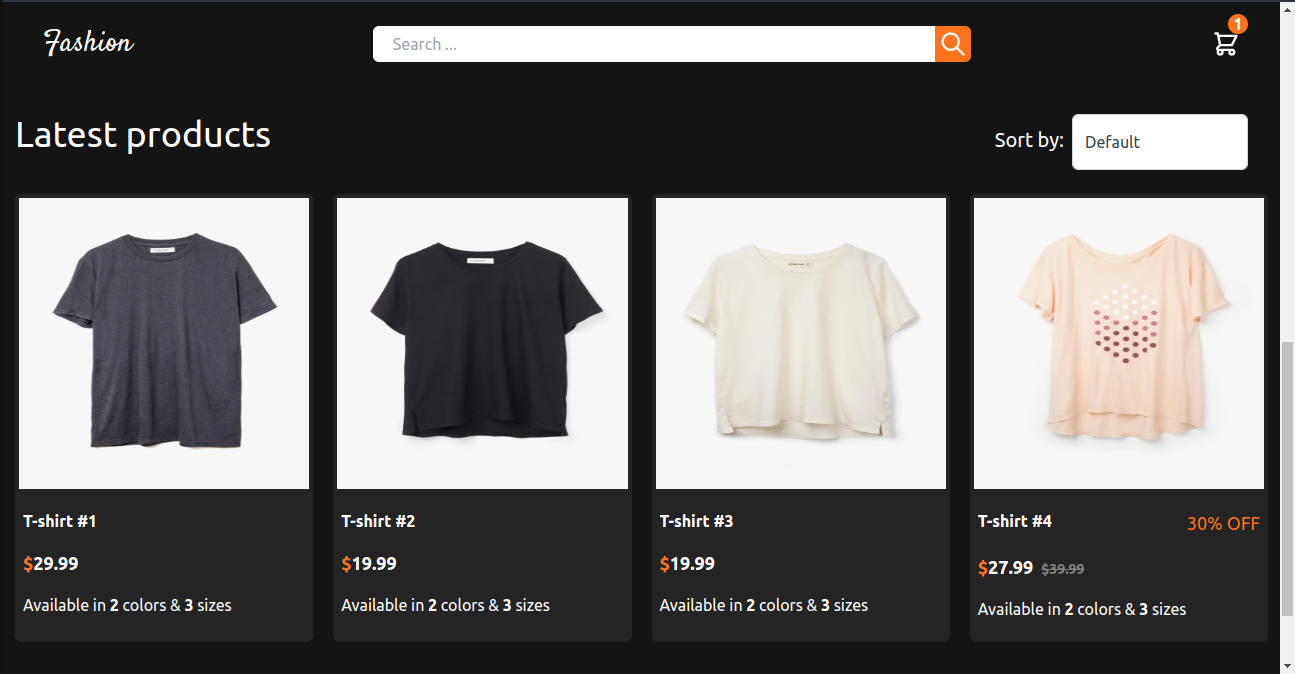 Fashion
Search ...
1
Latest products
Sort by:
Default
T-shirt #1
$29.99
Available in 2 colors & 3 sizes
T-shirt #2
$19.99
Available in 2 colors & 3 sizes
T-shirt #3
$19.99
Available in 2 colors & 3 sizes
T-shirt #4
30% OFF
$27.99 $39.99
Available in 2 colors & 3 sizes